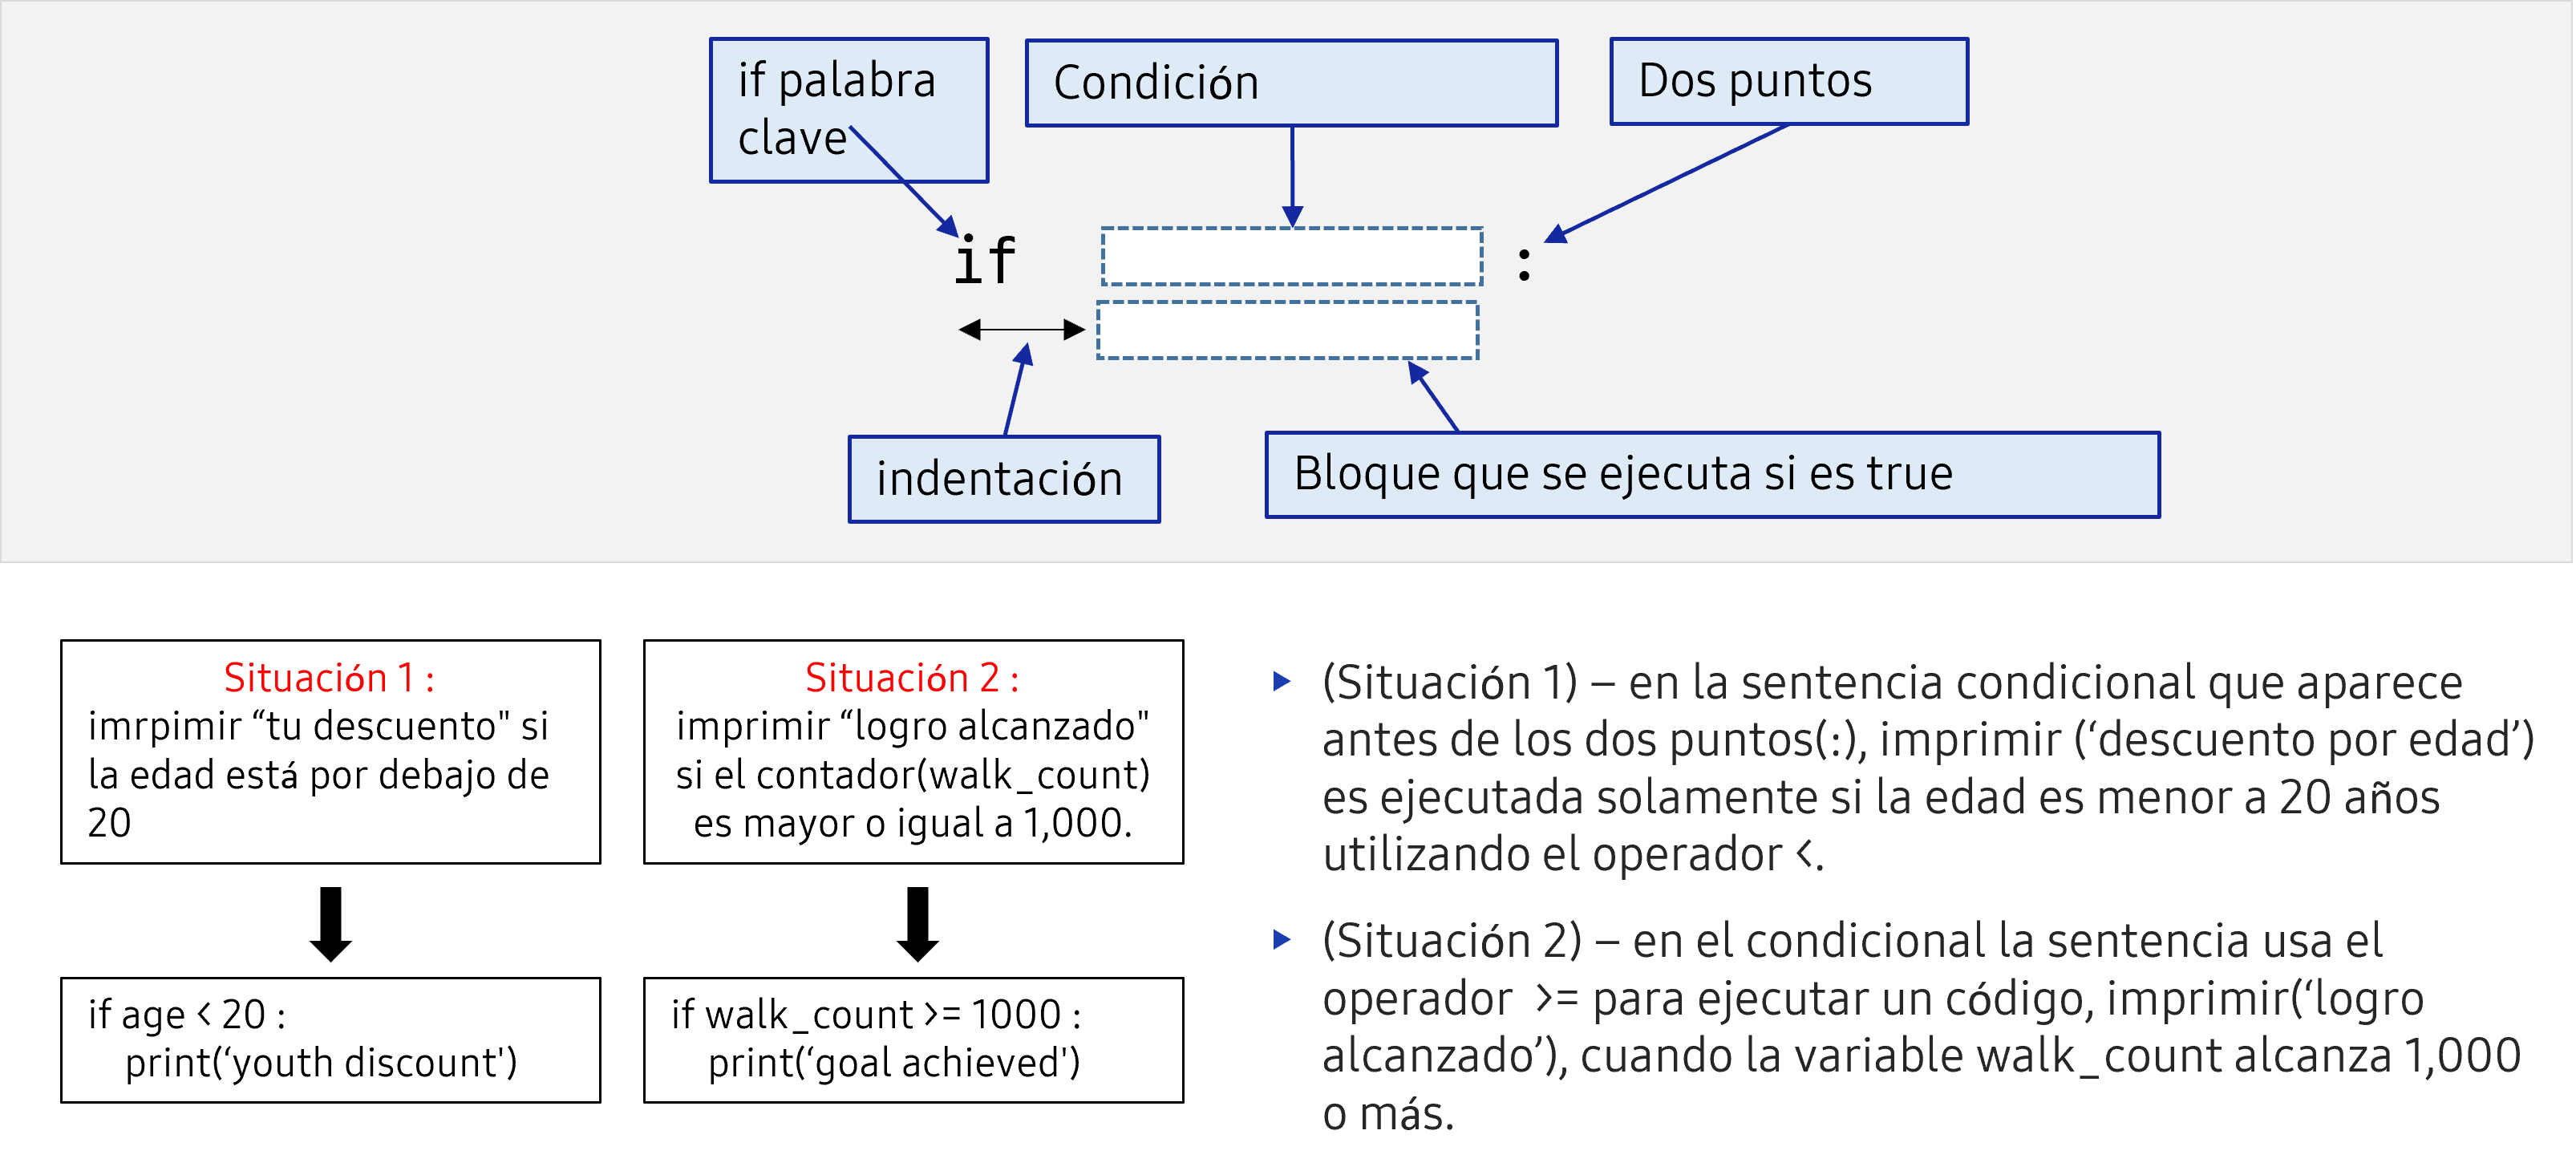 if palabra
clave
Condición
Dos puntos
if
:
indentación
Bloque que se ejecuta si es true
Situación 1 :
imrpimir “tu descuento" si
la edad está por debajo de
20
Situación 2 :
imprimir “logro alcanzado"
si el contador(walk_count)
es mayor o igual a 1,000.
if age < 20 :
print(‘youth discount')
if walk_count >= 1000 :
print(‘goal achieved')
(Situación 1) – en la sentencia condicional que aparece
antes de los dos puntos(:), imprimir (‘descuento por edad’)
es ejecutada solamente si la edad es menor a 20 años
utilizando el operador <.
(Situación 2) – en el condicional la sentencia usa el
operador  >= para ejecutar un código, imprimir(‘logro
alcanzado’), cuando la variable walk_count alcanza 1,000
o más.